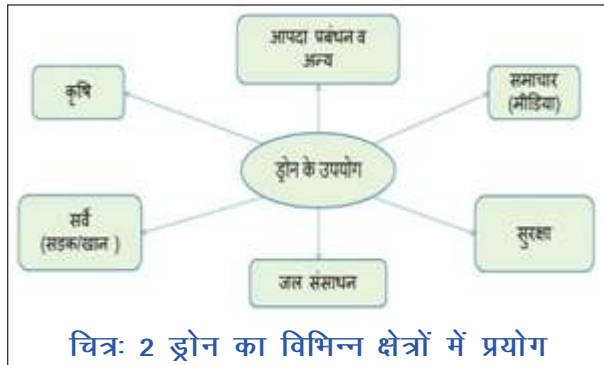 आपदा प्रबंधन व
अन्य
कृषि
समाचार
(मीडिया)
ड्रोन के उपयोग
सर्वे
(सड़क/खान )
सुरक्षा
जल संसाधन
चित्रः 2 ड्रोन का विभिन्न क्षेत्रों में प्रयोग